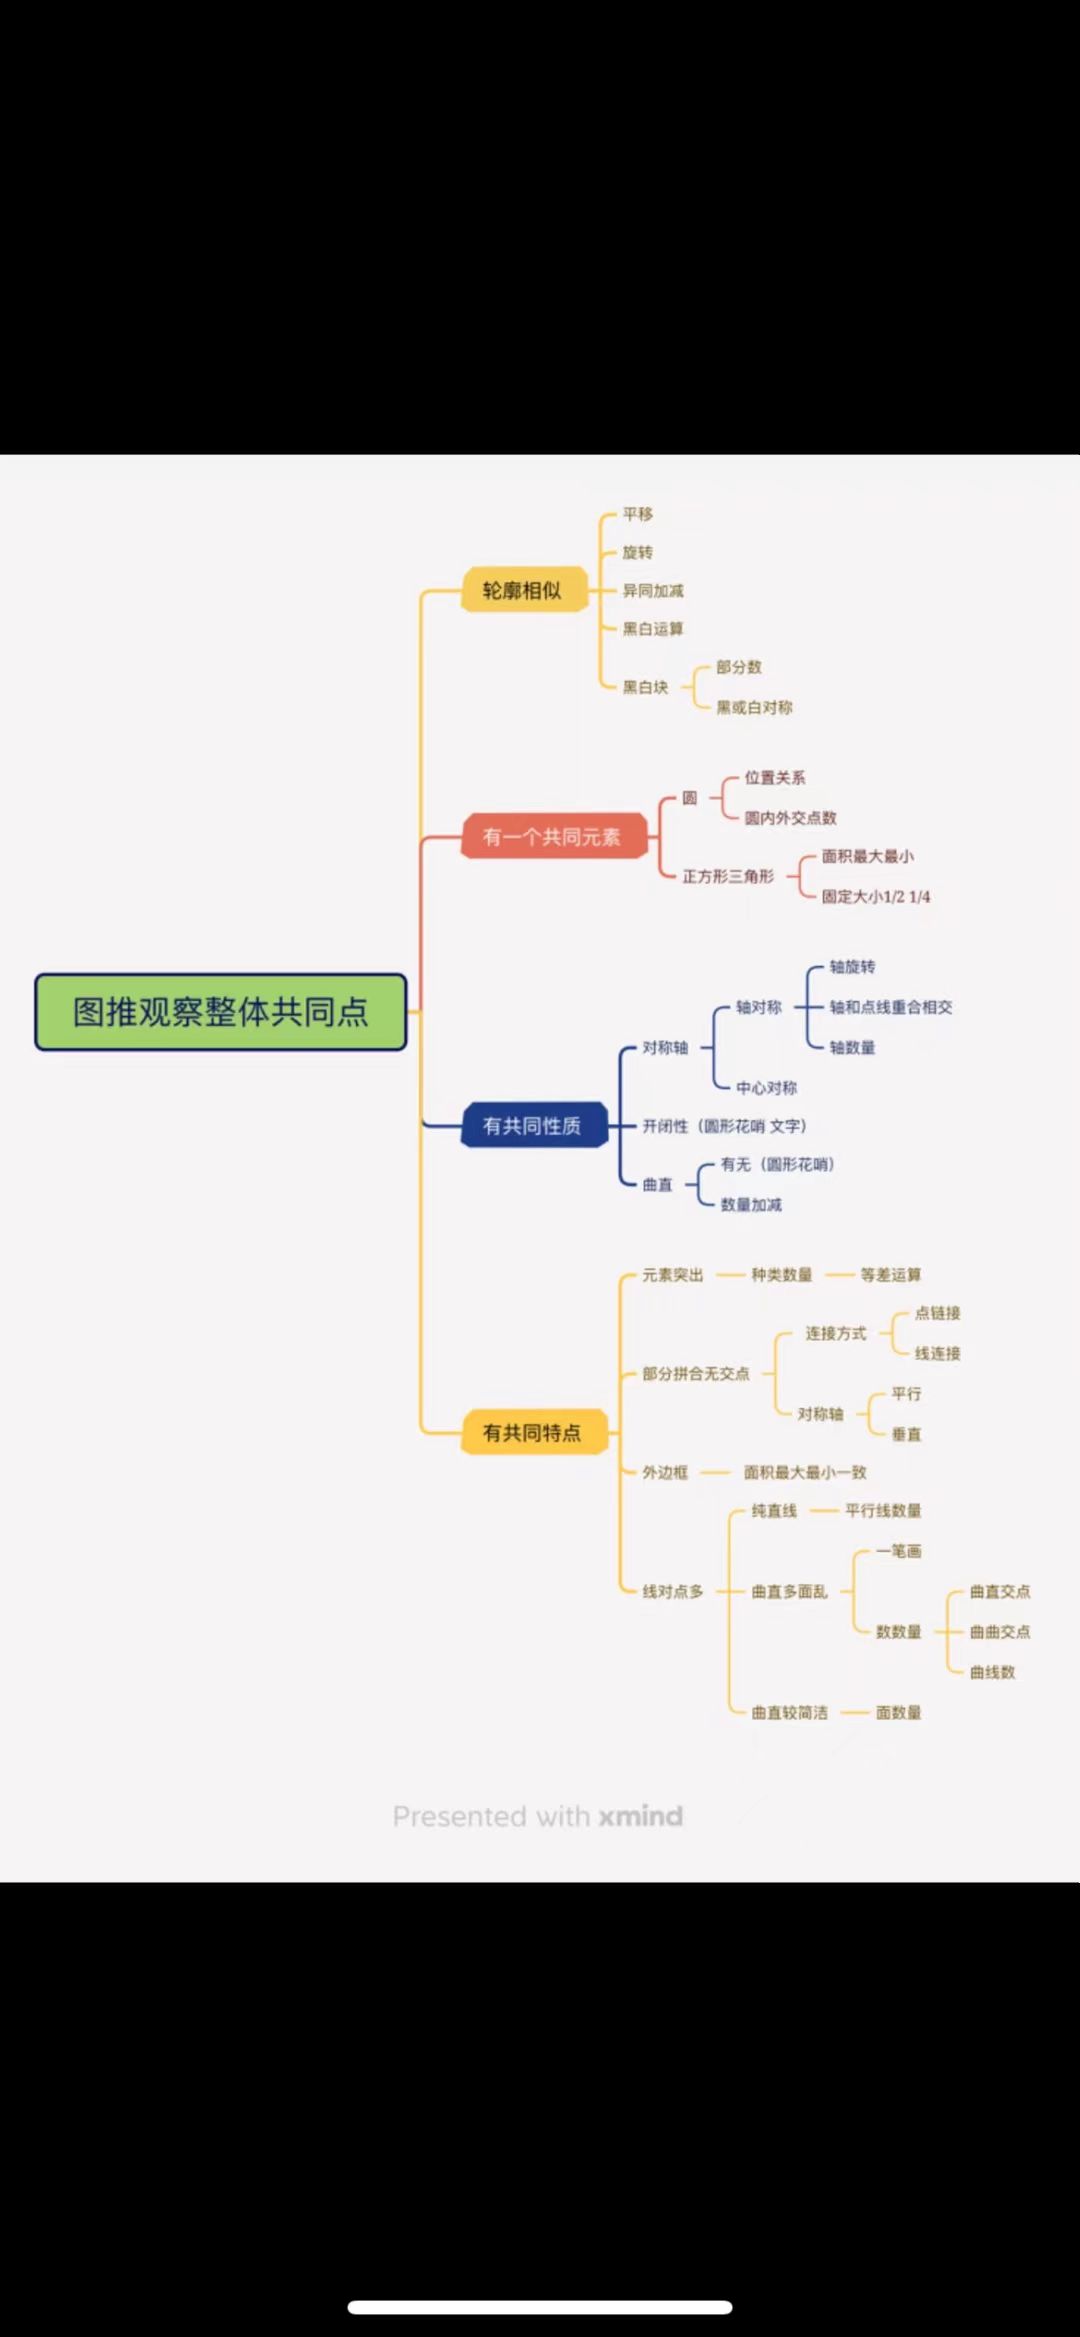 图推观察整体共同点
轮廓相似
平移
旋转
异同加减
黑白运算
黑白块
部分数
黑或白对称
有一个共同元素
圆
位置关系
圆内外交点数
正方形三角形
面积最大最小
固定大小1/2 1/4
有共同性质
对称轴
轴对称
轴旋转
轴和点线重合相交
轴数量
中心对称
开闭性（圆形花哨 文字）
曲直
有无（圆形花哨）
数量加减
有共同特点
元素突出
种类数量
等差运算
部分拼合无交点
连接方式
点链接
线连接
对称轴
平行
垂直
外边框
面积最大最小一致
线对点多
纯直线
平行线数量
曲直多面乱
一笔画
数数量
曲直交点
曲曲交点
曲线数
曲直较简洁
面数量
Presented with xmind